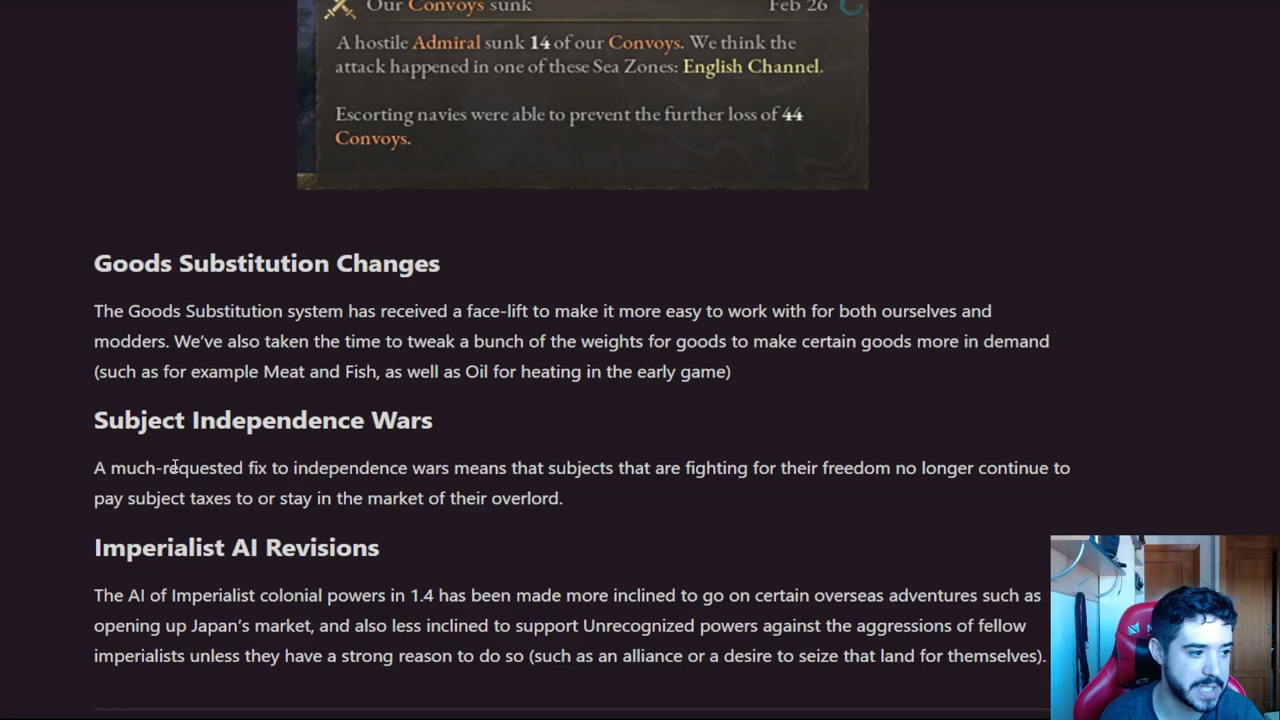 Our Convoys sunk Feb 26
A hostile Admiral sunk 14 of our Convoys. We think the
attack happened in one of these Sea Zones: English Channel.
Escorting navies were able to prevent the further loss of 44
Convoys.
Goods Substitution Changes
The Goods Substitution system has received a face-lift to make it more easy to work with for both ourselves and
modders. We’ve also taken the time to tweak a bunch of the weights for goods to make certain goods more in demand
(such as for example Meat and Fish, as well as Oil for heating in the early game)
Subject Independence Wars
A much-requested fix to independence wars means that subjects that are fighting for their freedom no longer continue to
pay subject taxes to or stay in the market of their overlord.
Imperialist AI Revisions
The AI of Imperialist colonial powers in 1.4 has been made more inclined to go on certain overseas adventures such as
opening up Japan’s market, and also less inclined to support Unrecognized powers against the aggressions of fellow
imperialists unless they have a strong reason to do so (such as an alliance or a desire to seize that land for themselves).